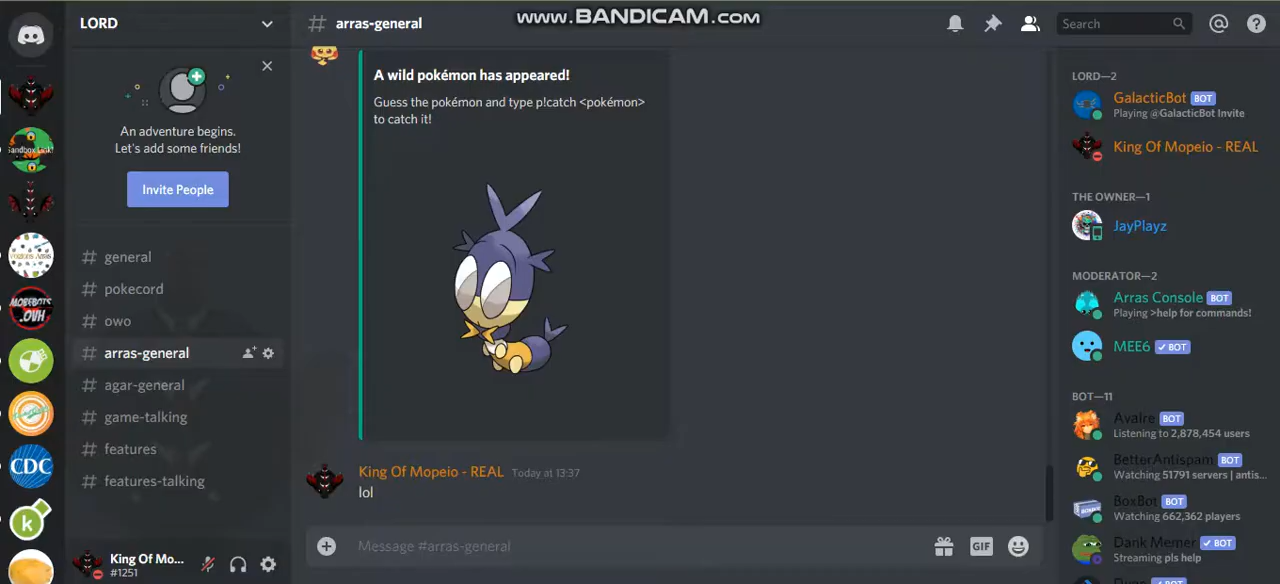 www.BANDICAM.com
LORD
An adventure begins.
Let's add some friends!
Invite People
# general
# pokecord
# owo
# arras-general
# agar-general
# game-talking
# features
# features-talking
King Of Mo...
#1251
# arras-general
A wild pokémon has appeared!
Guess the pokémon and type p!catch <pokémon>
to catch it!
King Of Mopeio - REAL Today at 13:37
lol
Message #arras-general
GIF
Search
LORD—2
GalacticBot BOT
Playing @GalacticBot Invite
King Of Mopeio - REAL
THE OWNER—1
JayPlayz
MODERATOR—2
Arras Console BOT
Playing >help for commands!
MEE6 ✓ BOT
BOT—11
Avaire BOT
Listening to 2,878,454 users
BetterAntispam BOT
Watching 51791 servers | antis...
BoxBot BOT
Watching 662,362 players
Dank Memer ✓ BOT
Streaming pls help
MOREBOTS
.OVH
CDC
k